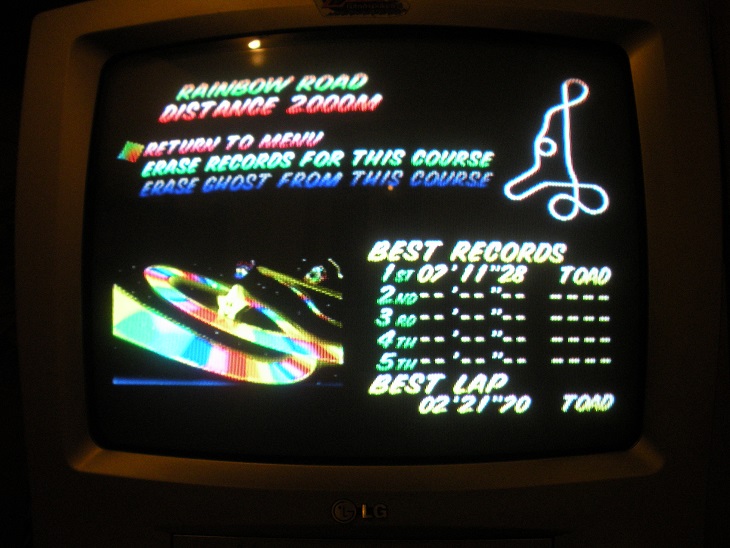 RAINBOW ROAD
DISTANCE 2000M
RETURN TO MENU
ERASE RECORDS FOR THIS COURSE
ERASE GHOST FROM THIS COURSE
BEST RECORDS
1ST 07'11"28 TOAD
2ND --'--"-- ----
3RD --'--"-- ----
4TH --'--"-- ----
5TH --'--"-- ----
BEST LAP
02'21"70 TOAD
LG